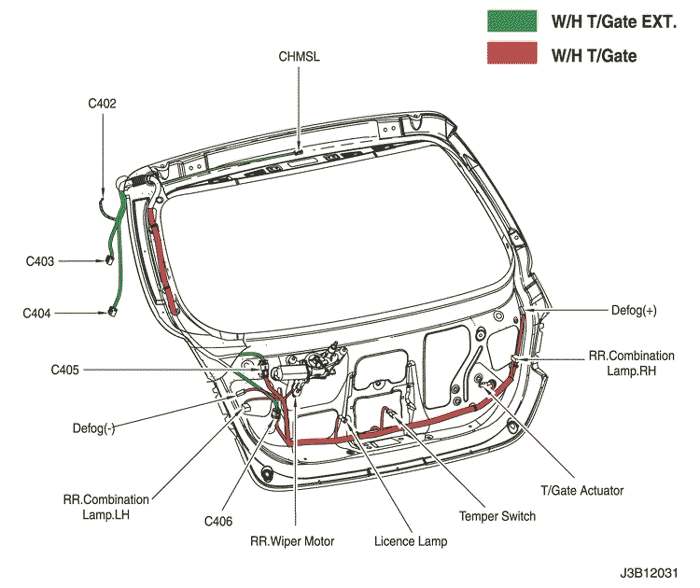 W/H T/Gate EXT.
W/H T/Gate
CHMSL
C402
C403
C404
Defog(+)
RR.Combination
Lamp.RH
C405
Defog(-)
T/Gate Actuator
RR.Combination
Lamp.LH
C406
Temper Switch
RR.Wiper Motor
Licence Lamp
J3B12031